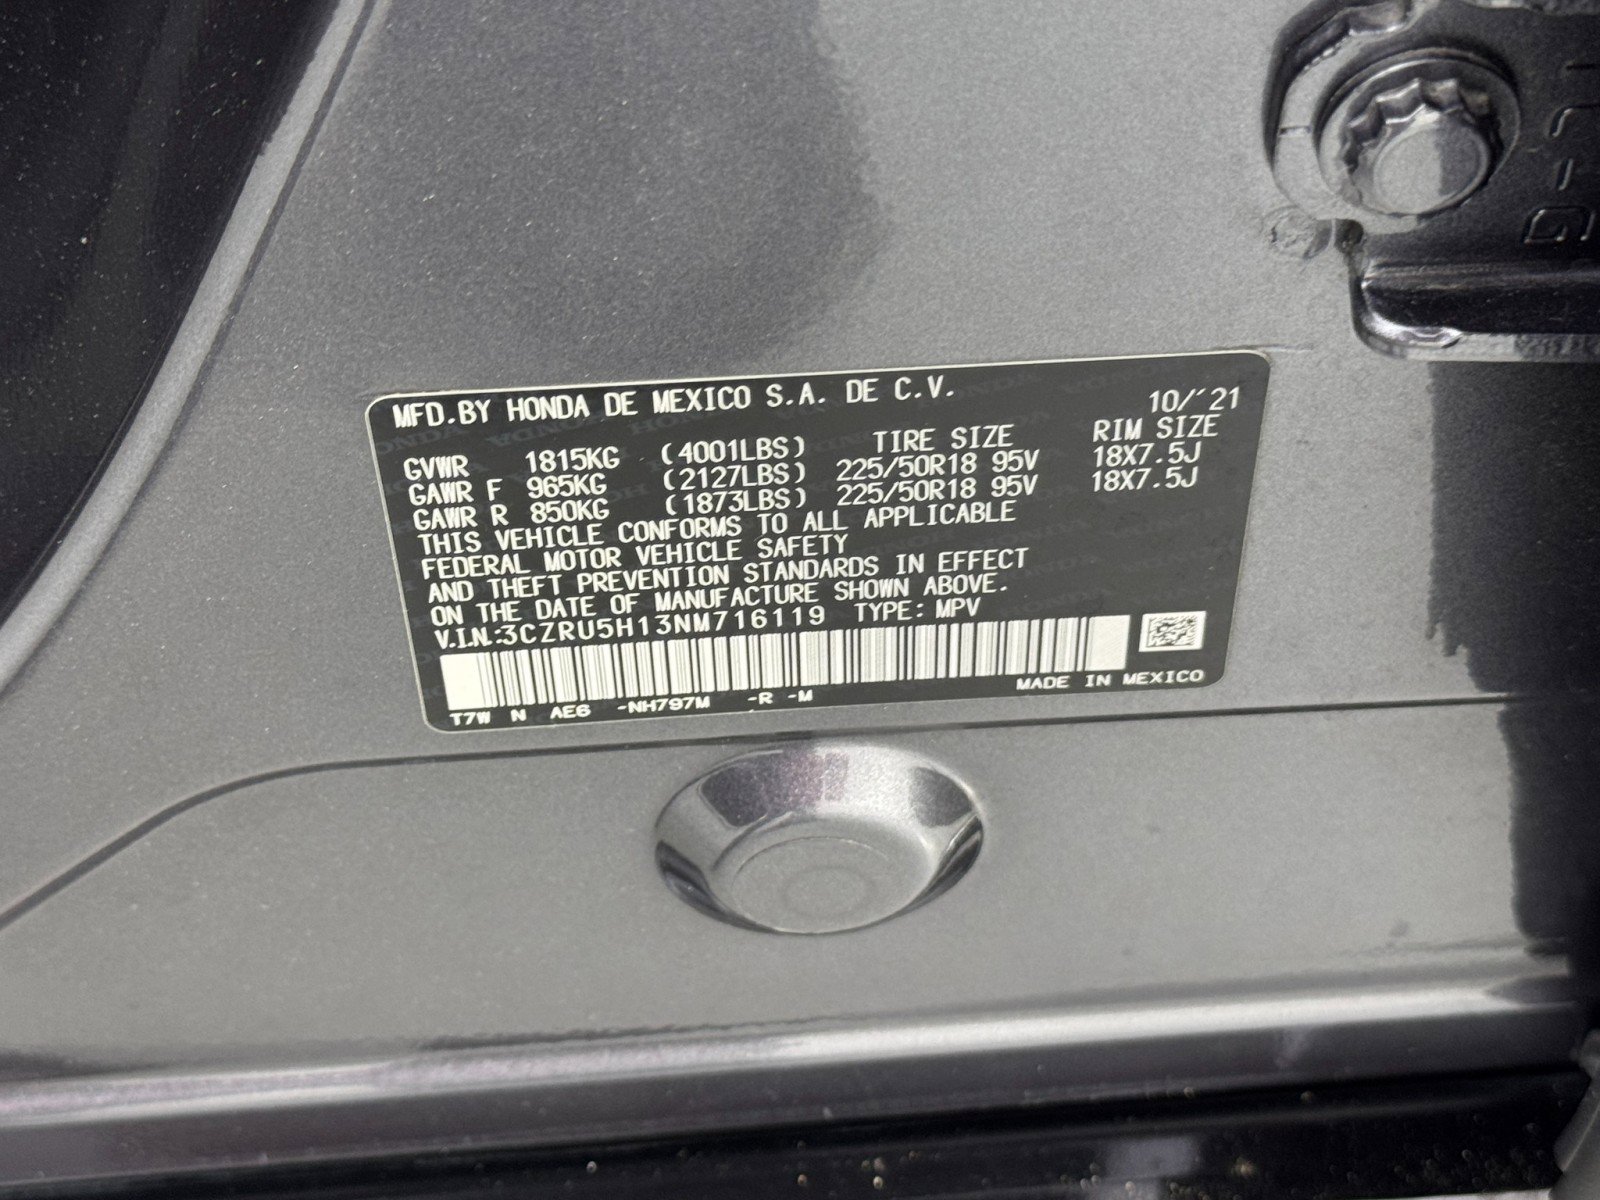 MFD.BY HONDA DE MEXICO S.A. DE C.V. 10/'21
GVWR 1815KG (4001LBS) TIRE SIZE RIM SIZE
GAWR F 965KG (2127LBS) 225/50R18 95V 18X7.5J
GAWR R 850KG (1873LBS) 225/50R18 95V 18X7.5J
THIS VEHICLE CONFORMS TO ALL APPLICABLE
FEDERAL MOTOR VEHICLE SAFETY
AND THEFT PREVENTION STANDARDS IN EFFECT
ON THE DATE OF MANUFACTURE SHOWN ABOVE.
V.I.N.:3CZRU5H13NM716119 TYPE: MPV
T7W N AE6 -NH797M -R -M MADE IN MEXICO